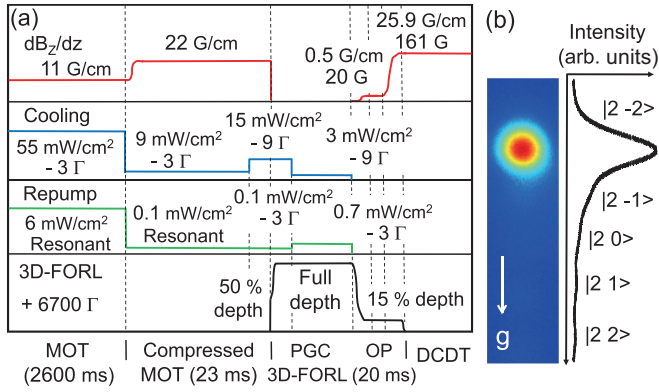 (a)
dB_Z/dz
11 G/cm
22 G/cm
0.5 G/cm
20 G
25.9 G/cm
161 G
Cooling
55 mW/cm²
- 3 Γ
9 mW/cm²
- 3 Γ
15 mW/cm²
- 9 Γ
3 mW/cm²
- 9 Γ
Repump
6 mW/cm²
Resonant
0.1 mW/cm²
Resonant
0.1 mW/cm²
- 3 Γ
0.7 mW/cm²
- 3 Γ
3D-FORL
+ 6700 Γ
50 %
depth
Full
depth
15 % depth
MOT
(2600 ms)
Compressed
MOT (23 ms)
PGC
OP
3D-FORL (20 ms)
DCDT
(b)
Intensity
(arb. units)
|2 -2>
|2 -1>
|2 0>
|2 1>
|2 2>
g